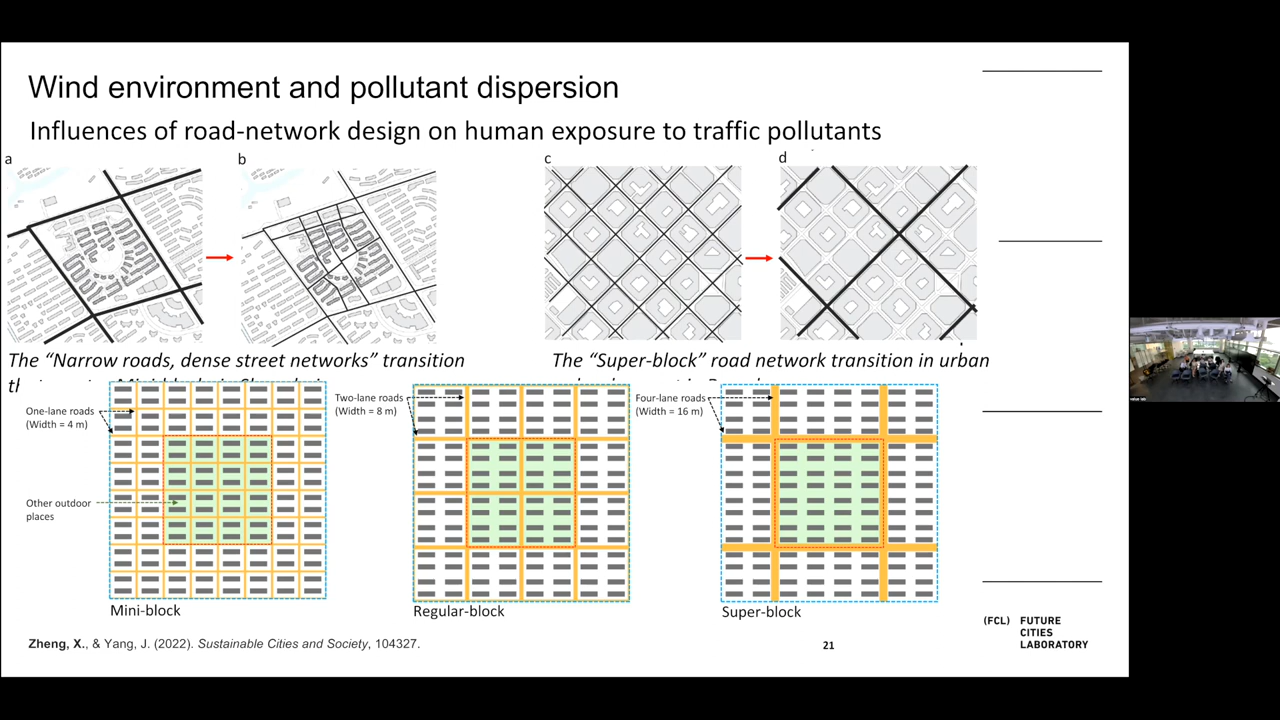 Wind environment and pollutant dispersion
Influences of road-network design on human exposure to traffic pollutants
a
b
c
d
The “Narrow roads, dense street networks” transition
The “Super-block” road network transition in urban
One-lane roads
(Width = 4 m)
Other outdoor
places
Mini-block
Two-lane roads
(Width = 8 m)
Regular-block
Four-lane roads
(Width = 16 m)
Super-block
Zheng, X., & Yang, J. (2022). Sustainable Cities and Society, 104327.
21
(FCL) FUTURE
CITIES
LABORATORY